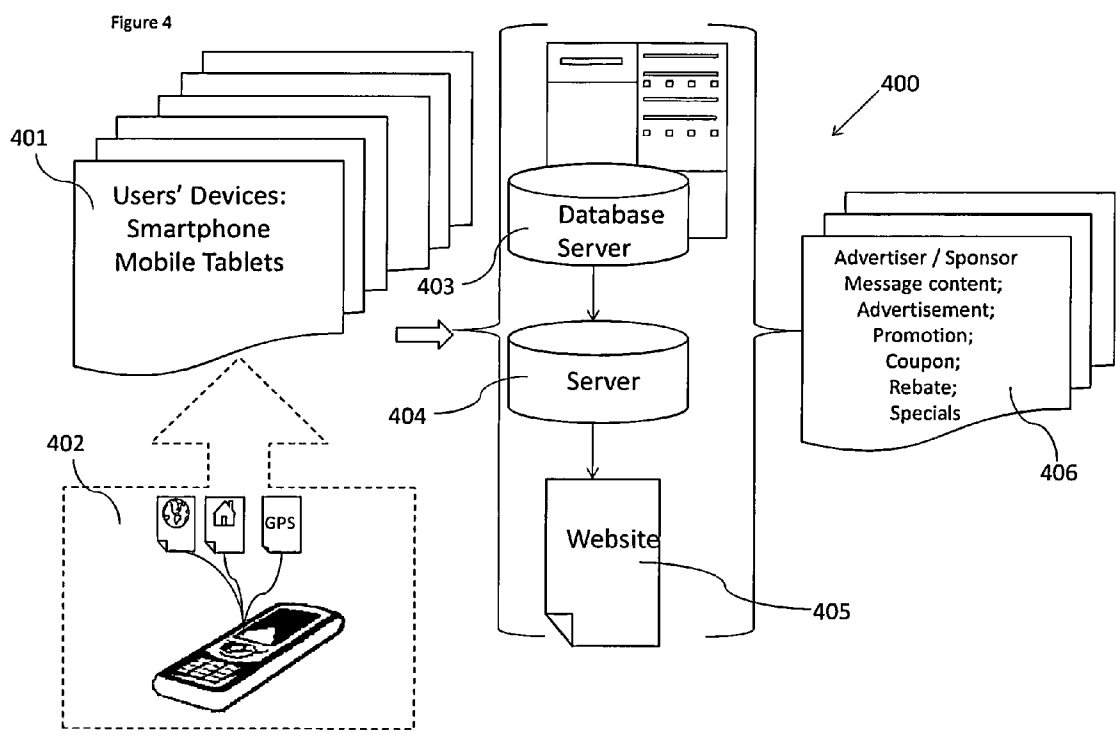 Figure 4
400
401
Users' Devices:
Smartphone
Mobile Tablets
402
GPS
Database
Server
403
Server
404
Website
405
Advertiser / Sponsor
Message content;
Advertisement;
Promotion;
Coupon;
Rebate;
Specials
406